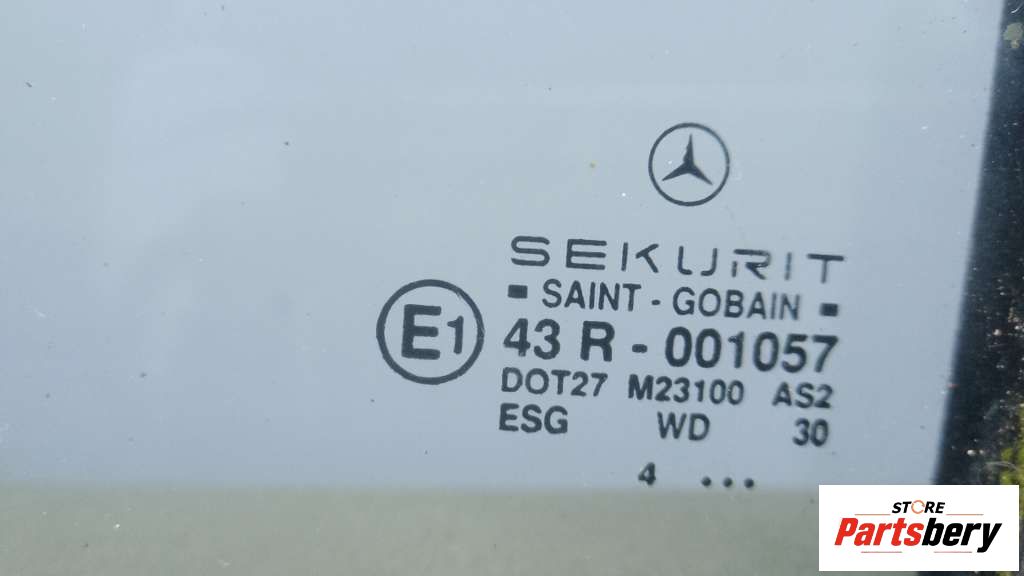 SEKURIT
▪ SAINT - GOBAIN ▪
E1
43 R - 001057
DOT27 M23100 AS2
ESG WD 30
4 ...
STORE
Partsbery